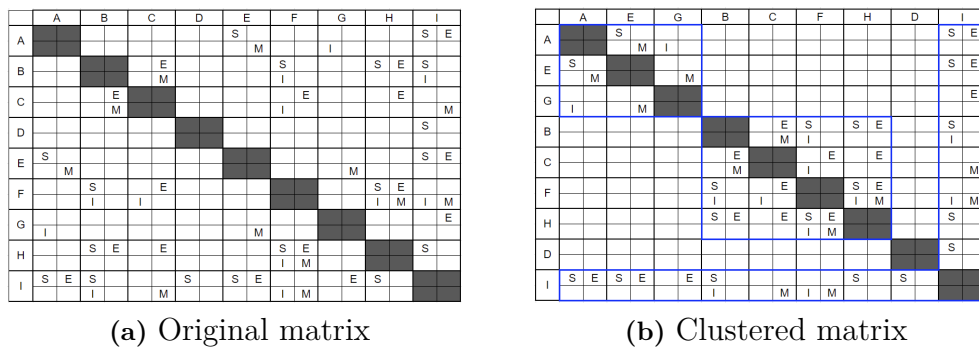 A B C D E F G H I
A S S E
M I
B E S S E S
M I I
C E E E
M I M
D S
E S S E
M M
F S E S E
I I I M I M
G E
I M
H S E E S E S
I M
I S E S S S E E S
I M I M
(a) Original matrix
A E G B C F H D I
A S S E
M I
E S S E
M M
G E
I M
B E S S E S
M I I
C E E E
M I M
F S E S E
I I I M I M
H S E E S E S
I M
D S
I S E S E E S S S
I M I M
(b) Clustered matrix